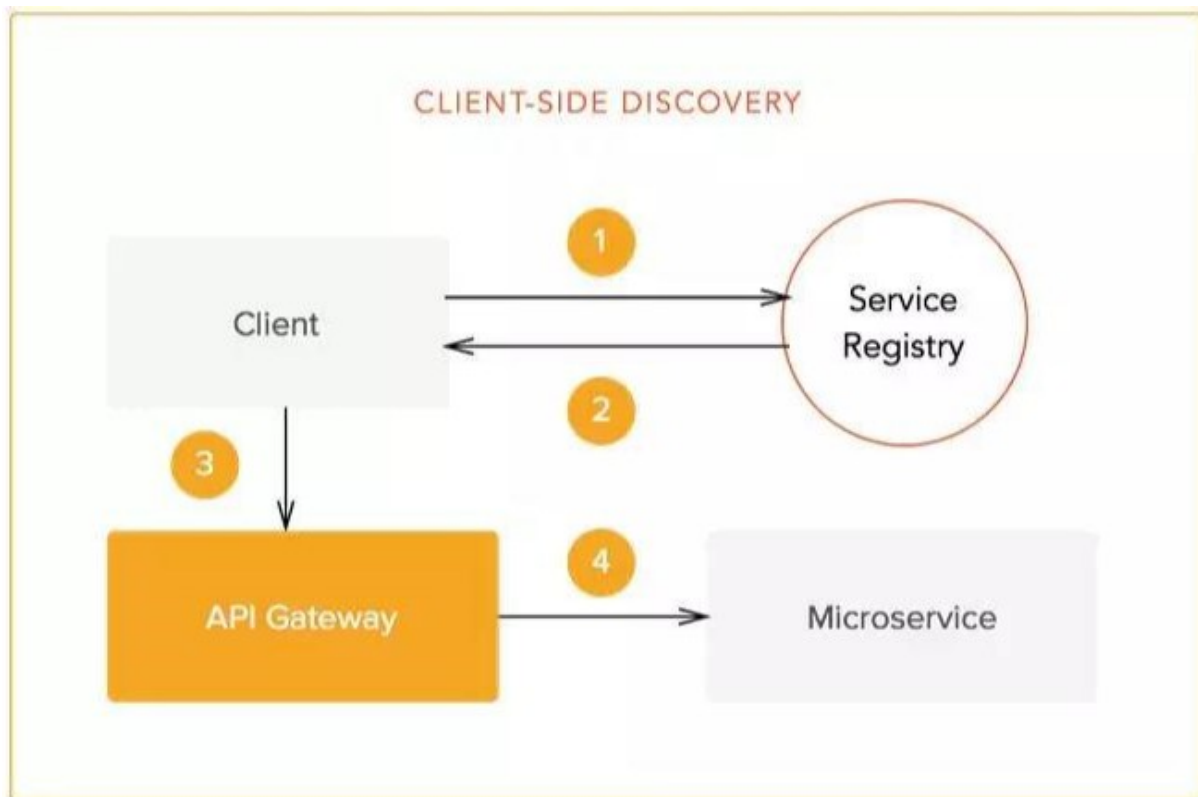 CLIENT-SIDE DISCOVERY
1
Client
Service
Registry
2
3
4
API Gateway
Microservice